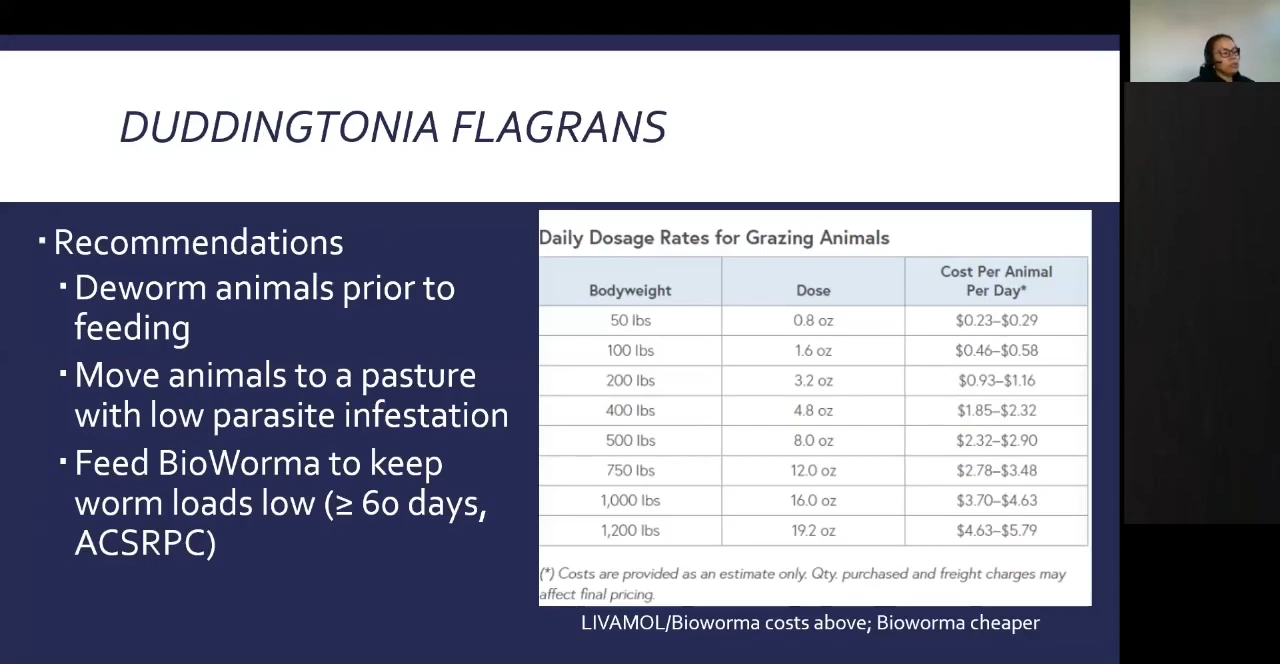 DUDDINGTONIA FLAGRANS
▪ Recommendations
▪ Deworm animals prior to
feeding
▪ Move animals to a pasture
with low parasite infestation
▪ Feed BioWorma to keep
worm loads low (≥ 60 days,
ACSRPC)
Daily Dosage Rates for Grazing Animals
Bodyweight Dose Cost Per Animal
Per Day*
50 lbs 0.8 oz $0.23–$0.29
100 lbs 1.6 oz $0.46–$0.58
200 lbs 3.2 oz $0.93–$1.16
400 lbs 4.8 oz $1.85–$2.32
500 lbs 8.0 oz $2.32–$2.90
750 lbs 12.0 oz $2.78–$3.48
1,000 lbs 16.0 oz $3.70–$4.63
1,200 lbs 19.2 oz $4.63–$5.79
(*) Costs are provided as an estimate only. Qty. purchased and freight charges may
affect final pricing.
LIVAMOL/Bioworma costs above; Bioworma cheaper